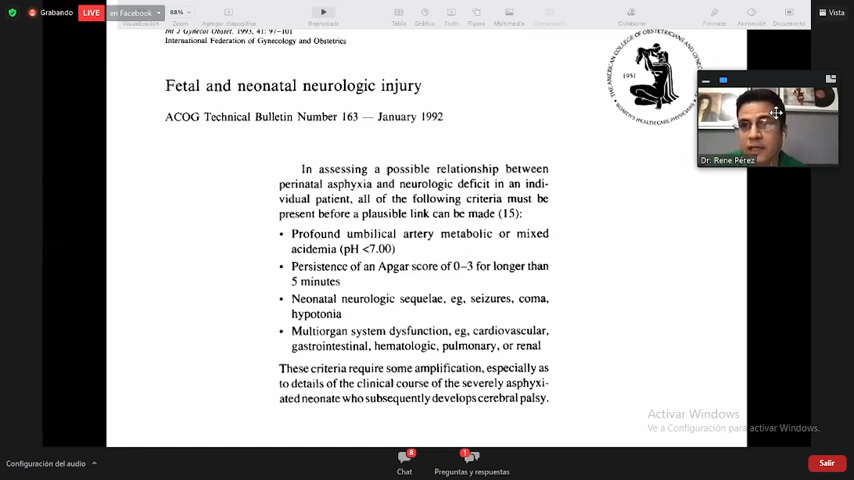 Grabando
LIVE
en Facebook
Visualización
Zoom
Agregar diapositiva
Reproducir
Tabla
Gráfica
Texto
Figura
Multimedia
Comentario
Colaborar
Formato
Animación
Documento
Vista
88%
Int J Gynecol Obstet, 1993, 41: 97–101
International Federation of Gynecology and Obstetrics
THE AMERICAN COLLEGE OF OBSTETRICIANS AND
WOMEN'S HEALTH CARE PHYSICIANS
1951
Fetal and neonatal neurologic injury
ACOG Technical Bulletin Number 163 — January 1992
Dr. Rene Pérez
In assessing a possible relationship between
perinatal asphyxia and neurologic deficit in an indi-
vidual patient, all of the following criteria must be
present before a plausible link can be made (15):
• Profound umbilical artery metabolic or mixed
acidemia (pH <7.00)
• Persistence of an Apgar score of 0–3 for longer than
5 minutes
• Neonatal neurologic sequelae, eg, seizures, coma,
hypotonia
• Multiorgan system dysfunction, eg, cardiovascular,
gastrointestinal, hematologic, pulmonary, or renal
These criteria require some amplification, especially as
to details of the clinical course of the severely asphyxi-
ated neonate who subsequently develops cerebral palsy.
Activar Windows
Ve a Configuración para activar Windows.
Configuración del audio
8
Chat
1
Preguntas y respuestas
Salir